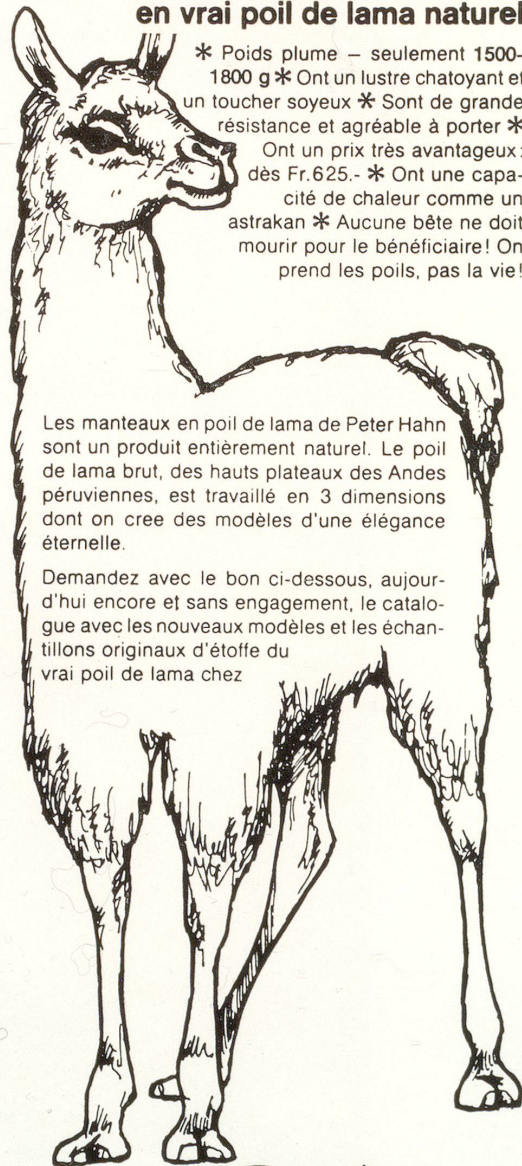 en vrai poil de lama naturel
* Poids plume – seulement 1500-
1800 g * Ont un lustre chatoyant et
un toucher soyeux * Sont de grande
résistance et agréable à porter *
Ont un prix très avantageux:
dès Fr.625.- * Ont une capa-
cité de chaleur comme un
astrakan * Aucune bête ne doit
mourir pour le bénéficiaire! On
prend les poils, pas la vie!
Les manteaux en poil de lama de Peter Hahn
sont un produit entièrement naturel. Le poil
de lama brut, des hauts plateaux des Andes
péruviennes, est travaillé en 3 dimensions
dont on cree des modèles d'une élégance
éternelle.
Demandez avec le bon ci-dessous, aujour-
d'hui encore et sans engagement, le catalo-
gue avec les nouveaux modèles et les échan-
tillons originaux d'étoffe du
vrai poil de lama chez